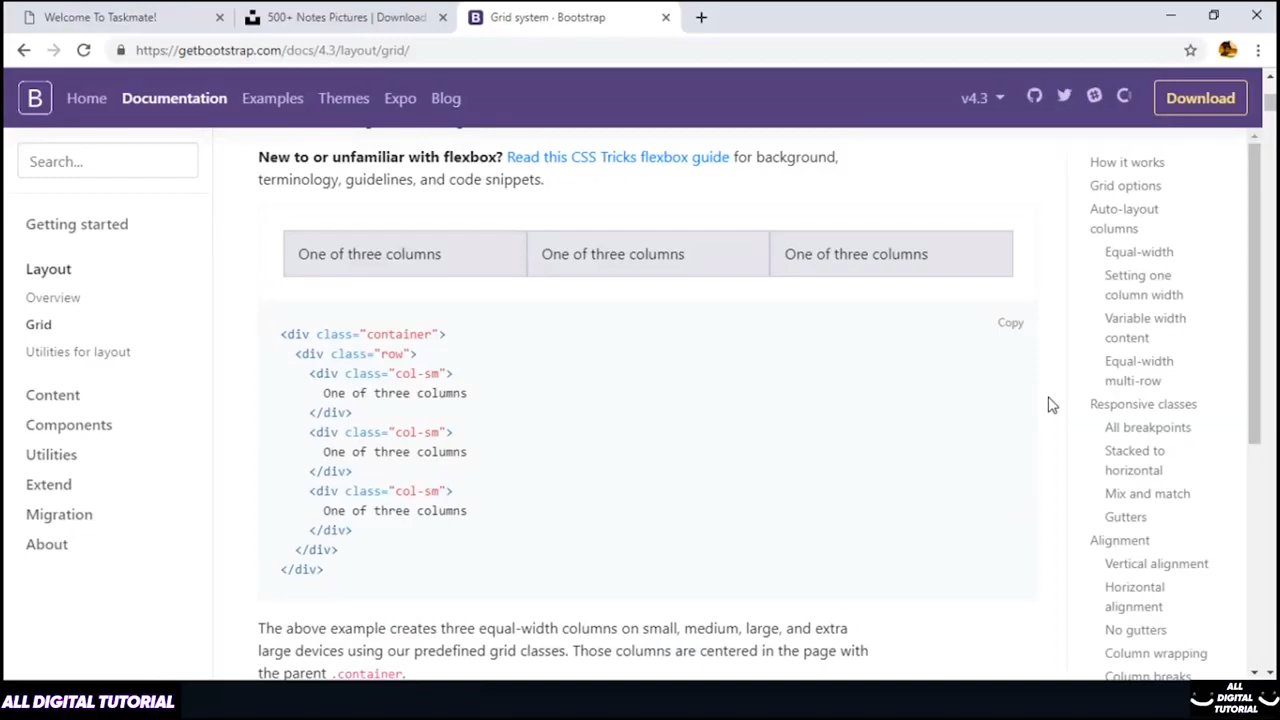 Welcome To Taskmate!
500+ Notes Pictures | Download
Grid system · Bootstrap
https://getbootstrap.com/docs/4.3/layout/grid/
B
Home
Documentation
Examples
Themes
Expo
Blog
v4.3
Download
Search...
Getting started
Layout
Overview
Grid
Utilities for layout
Content
Components
Utilities
Extend
Migration
About
New to or unfamiliar with flexbox? Read this CSS Tricks flexbox guide for background,
terminology, guidelines, and code snippets.
One of three columns
One of three columns
One of three columns
Copy
<div class="container">
<div class="row">
<div class="col-sm">
One of three columns
</div>
<div class="col-sm">
One of three columns
</div>
<div class="col-sm">
One of three columns
</div>
</div>
</div>
The above example creates three equal-width columns on small, medium, large, and extra
large devices using our predefined grid classes. Those columns are centered in the page with
the parent .container.
How it works
Grid options
Auto-layout
columns
Equal-width
Setting one
column width
Variable width
content
Equal-width
multi-row
Responsive classes
All breakpoints
Stacked to
horizontal
Mix and match
Gutters
Alignment
Vertical alignment
Horizontal
alignment
No gutters
Column wrapping
Column breaks
ALL DIGITAL TUTORIAL
ALL
DIGITAL
TUTORIAL